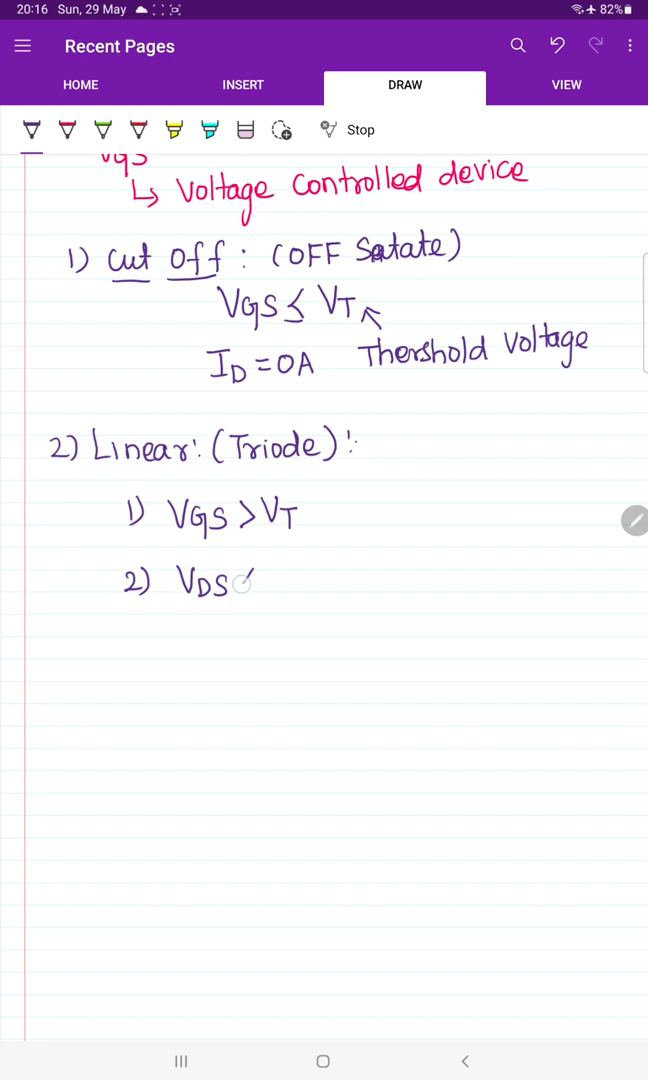 20:16 Sun, 29 May 82%
Recent Pages
HOME INSERT DRAW VIEW
Stop
VGS
↳ Voltage controlled device
1) Cut off : (OFF Satate)
VGS ≤ VT
ID = 0A Thershold voltage
2) Linear: (Triode):
1) VGS > VT
2) VDS <